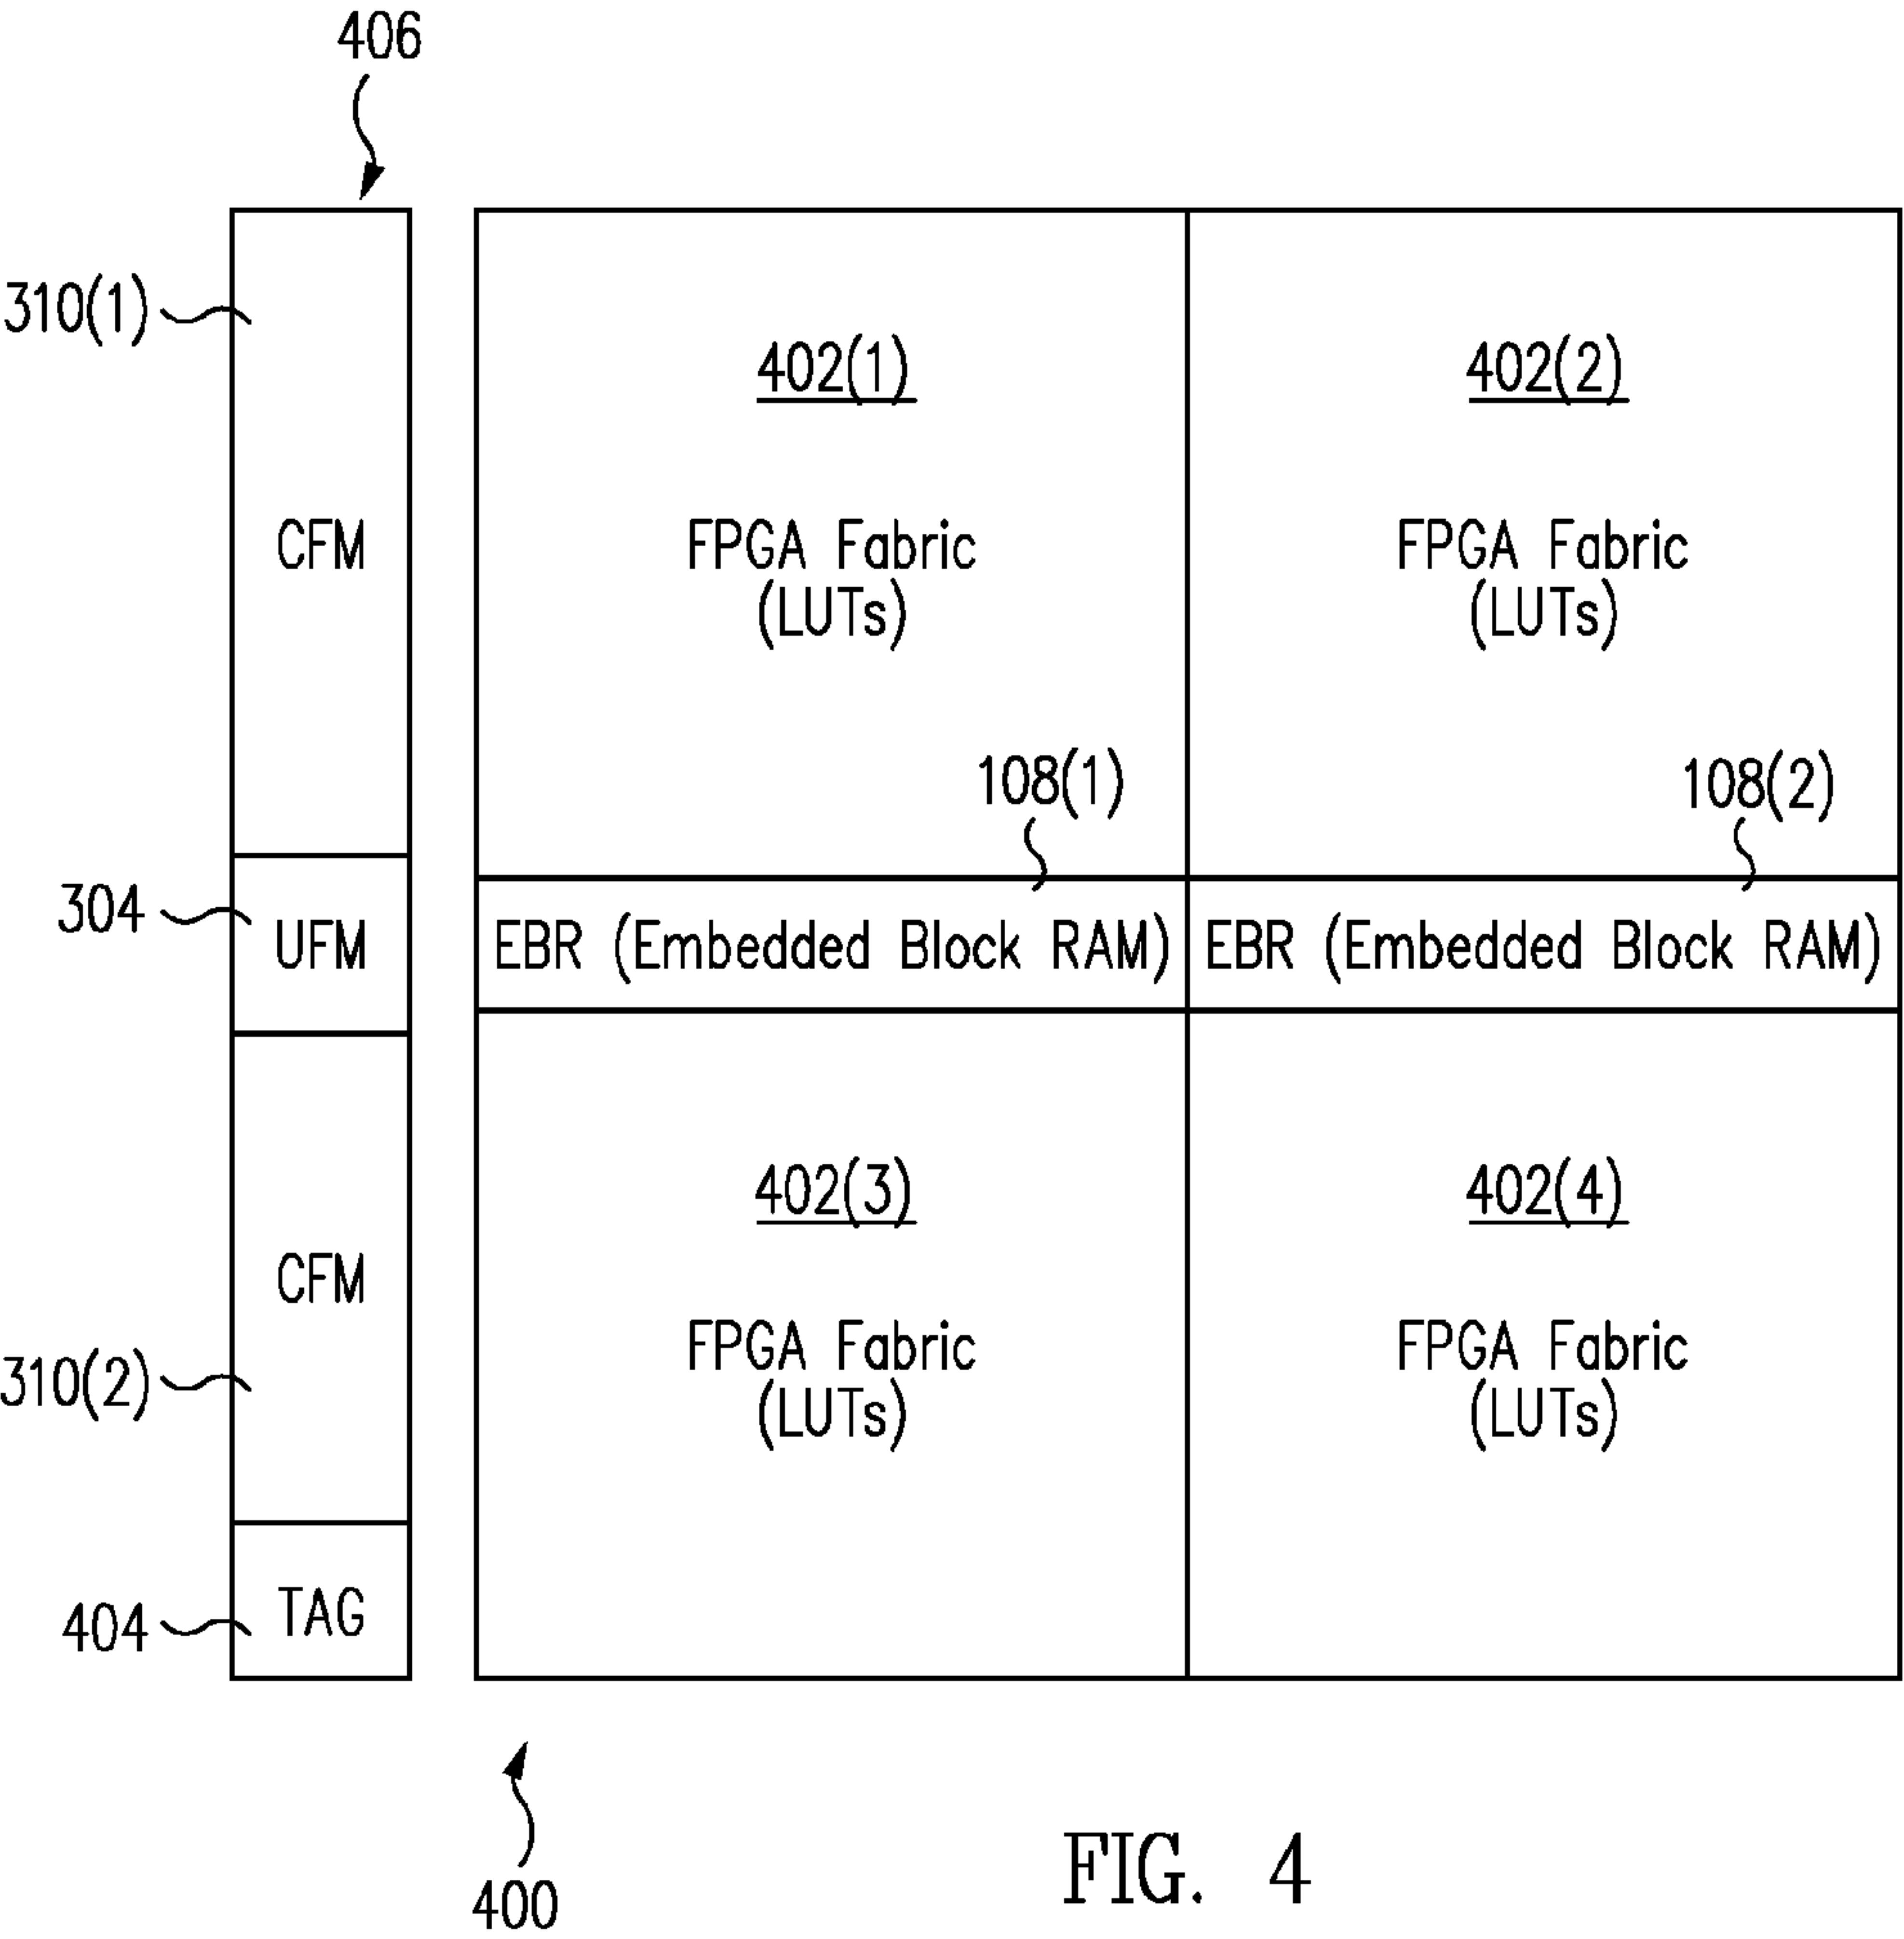 406
310(1)
402(1)
402(2)
CFM
FPGA Fabric
(LUTs)
FPGA Fabric
(LUTs)
108(1)
108(2)
304
UFM
EBR (Embedded Block RAM)
EBR (Embedded Block RAM)
402(3)
402(4)
CFM
310(2)
FPGA Fabric
(LUTs)
FPGA Fabric
(LUTs)
404
TAG
400
FIG. 4